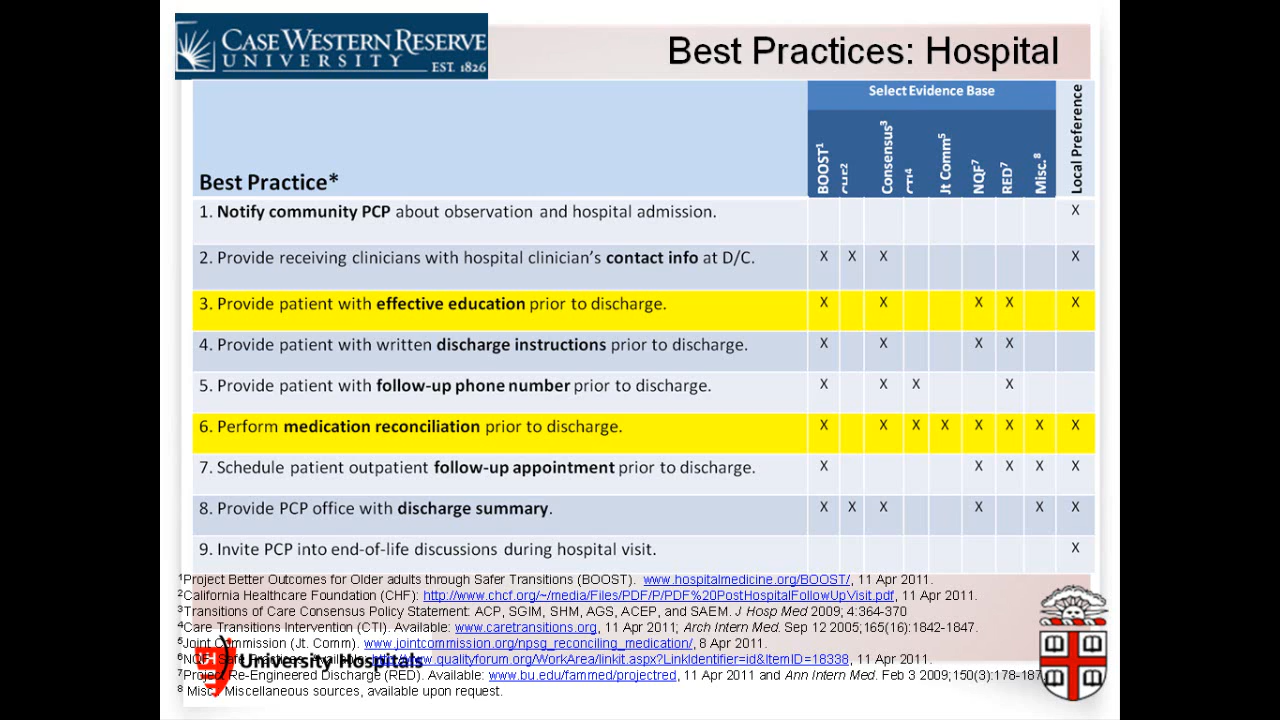 CASE WESTERN RESERVE
UNIVERSITY EST. 1826
Best Practices: Hospital
Select Evidence Base
Best Practice*
BOOST1
Consensus3
CTI4
Jt Comm5
NQF7
RED7
Misc.8
Local Preference
1. Notify community PCP about observation and hospital admission. X
2. Provide receiving clinicians with hospital clinician’s contact info at D/C. X X X X
3. Provide patient with effective education prior to discharge. X X X X X
4. Provide patient with written discharge instructions prior to discharge. X X X X
5. Provide patient with follow-up phone number prior to discharge. X X X X
6. Perform medication reconciliation prior to discharge. X X X X X X X X
7. Schedule patient outpatient follow-up appointment prior to discharge. X X X X X
8. Provide PCP office with discharge summary. X X X X X X
9. Invite PCP into end-of-life discussions during hospital visit. X
1Project Better Outcomes for Older adults through Safer Transitions (BOOST). www.hospitalmedicine.org/BOOST/, 11 Apr 2011.
2California Healthcare Foundation (CHF): http://www.chcf.org/~/media/Files/PDF/P/PDF%20PostHospitalFollowUpVisit.pdf, 11 Apr 2011.
3Transitions of Care Consensus Policy Statement: ACP, SGIM, SHM, AGS, ACEP, and SAEM. J Hosp Med 2009; 4:364-370
4Care Transitions Intervention (CTI). Available: www.caretransitions.org, 11 Apr 2011; Arch Intern Med. Sep 12 2005;165(16):1842-1847.
5Joint Commission (Jt. Comm). www.jointcommission.org/npsg_reconciling_medication/, 8 Apr 2011.
University Hospitals
6NQF Safe Practices. Available: http://www.qualityforum.org/WorkArea/linkit.aspx?LinkIdentifier=id&ItemID=18338, 11 Apr 2011.
7Project Re-Engineered Discharge (RED). Available: www.bu.edu/fammed/projectred, 11 Apr 2011 and Ann Intern Med. Feb 3 2009;150(3):178-187
8 Misc: Miscellaneous sources, available upon request.